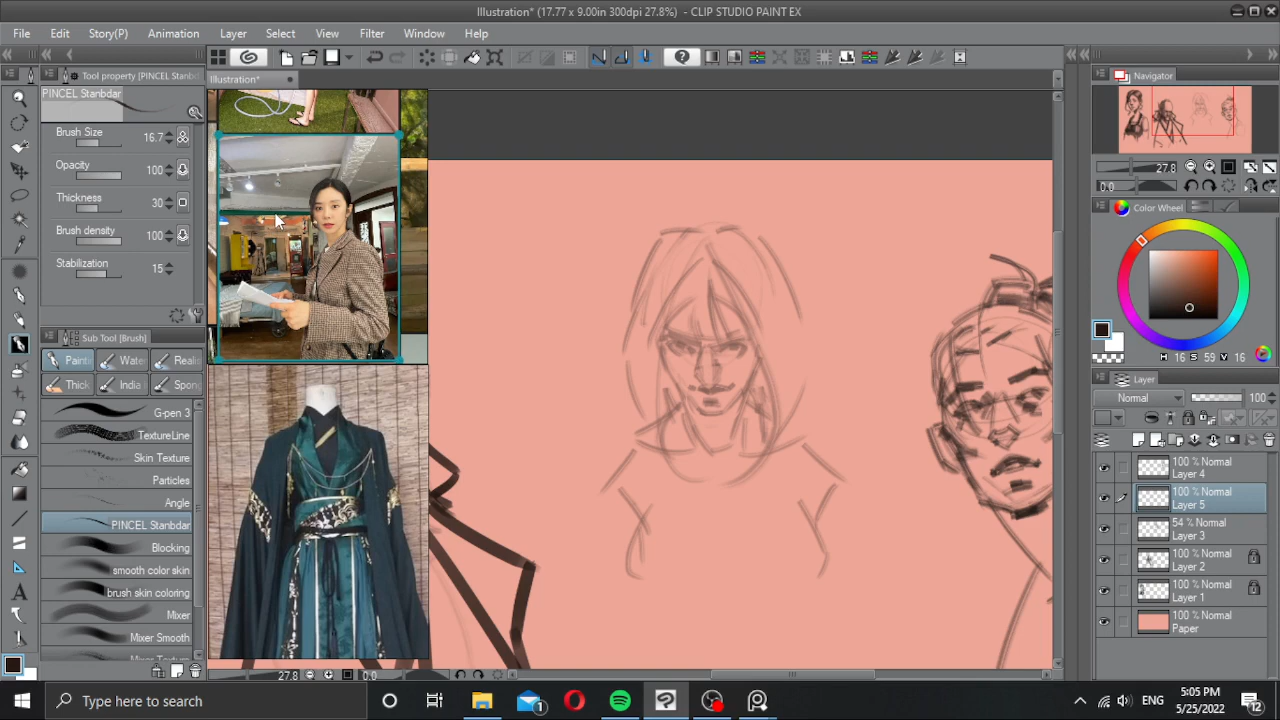 Illustration* (17.77 x 9.00in 300dpi 27.8%) - CLIP STUDIO PAINT EX
File Edit Story(P) Animation Layer Select View Filter Window Help
Tool property [PINCEL Stanbd
Illustration*
Navigator
PINCEL Stanbdar
Brush Size 16.7
Opacity 100
Thickness 30
Brush density 100
Stabilization 15
27.8
0.0
Color Wheel
H 16 S 59 V 16
Sub Tool [Brush]
Painti Water Realis
Thick India Spong
G-pen 3
TextureLine
Skin Texture
Particles
Angle
PINCEL Stanbdar
Blocking
smooth color skin
brush skin coloring
Mixer
Mixer Smooth
Layer
Normal 100
100 % Normal
Layer 4
100 % Normal
Layer 5
54 % Normal
Layer 3
100 % Normal
Layer 2
100 % Normal
Layer 1
100 % Normal
Paper
27.8 0.0
Type here to search
1
ENG
5:05 PM
5/25/2022
12